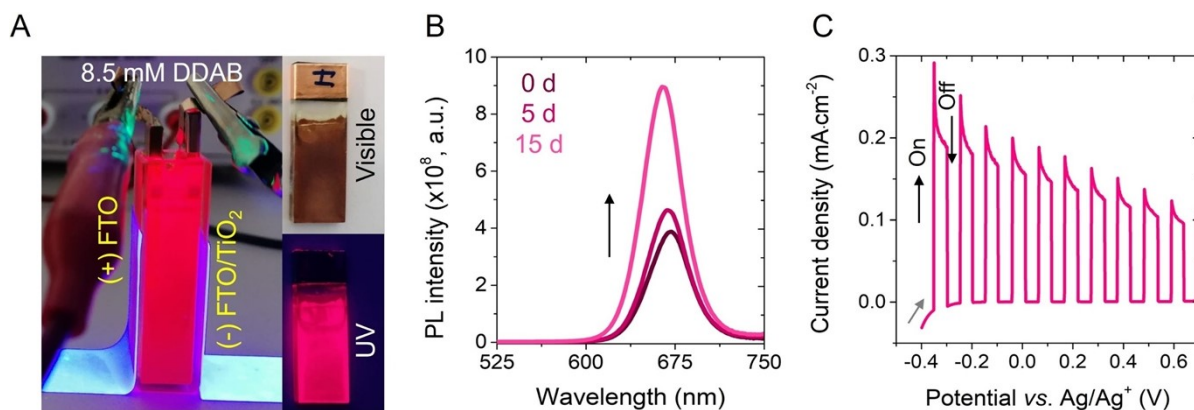 A
8.5 mM DDAB
(+) FTO
(-) FTO/TiO₂
H
Visible
UV
B
PL intensity (x10⁸, a.u.)
10
8
6
4
2
0
0 d
5 d
15 d
525 600 675 750
Wavelength (nm)
C
Current density (mA·cm⁻²)
0.3
0.2
0.1
0.0
On
Off
-0.4 -0.2 0.0 0.2 0.4 0.6
Potential vs. Ag/Ag⁺ (V)